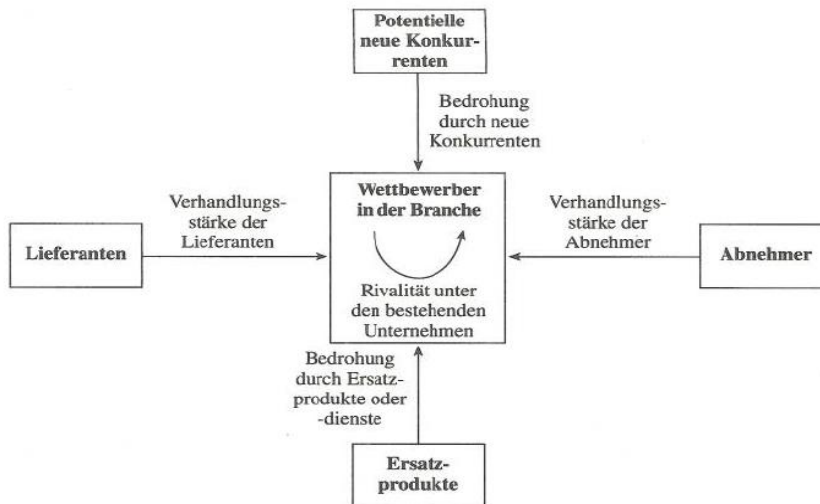 Potentielle
neue Konkur-
renten
Bedrohung
durch neue
Konkurrenten
Verhandlungs-
stärke der
Lieferanten
Lieferanten
Wettbewerber
in der Branche
Rivalität unter
den bestehenden
Unternehmen
Verhandlungs-
stärke der
Abnehmer
Abnehmer
Bedrohung
durch Ersatz-
produkte oder
-dienste
Ersatz-
produkte